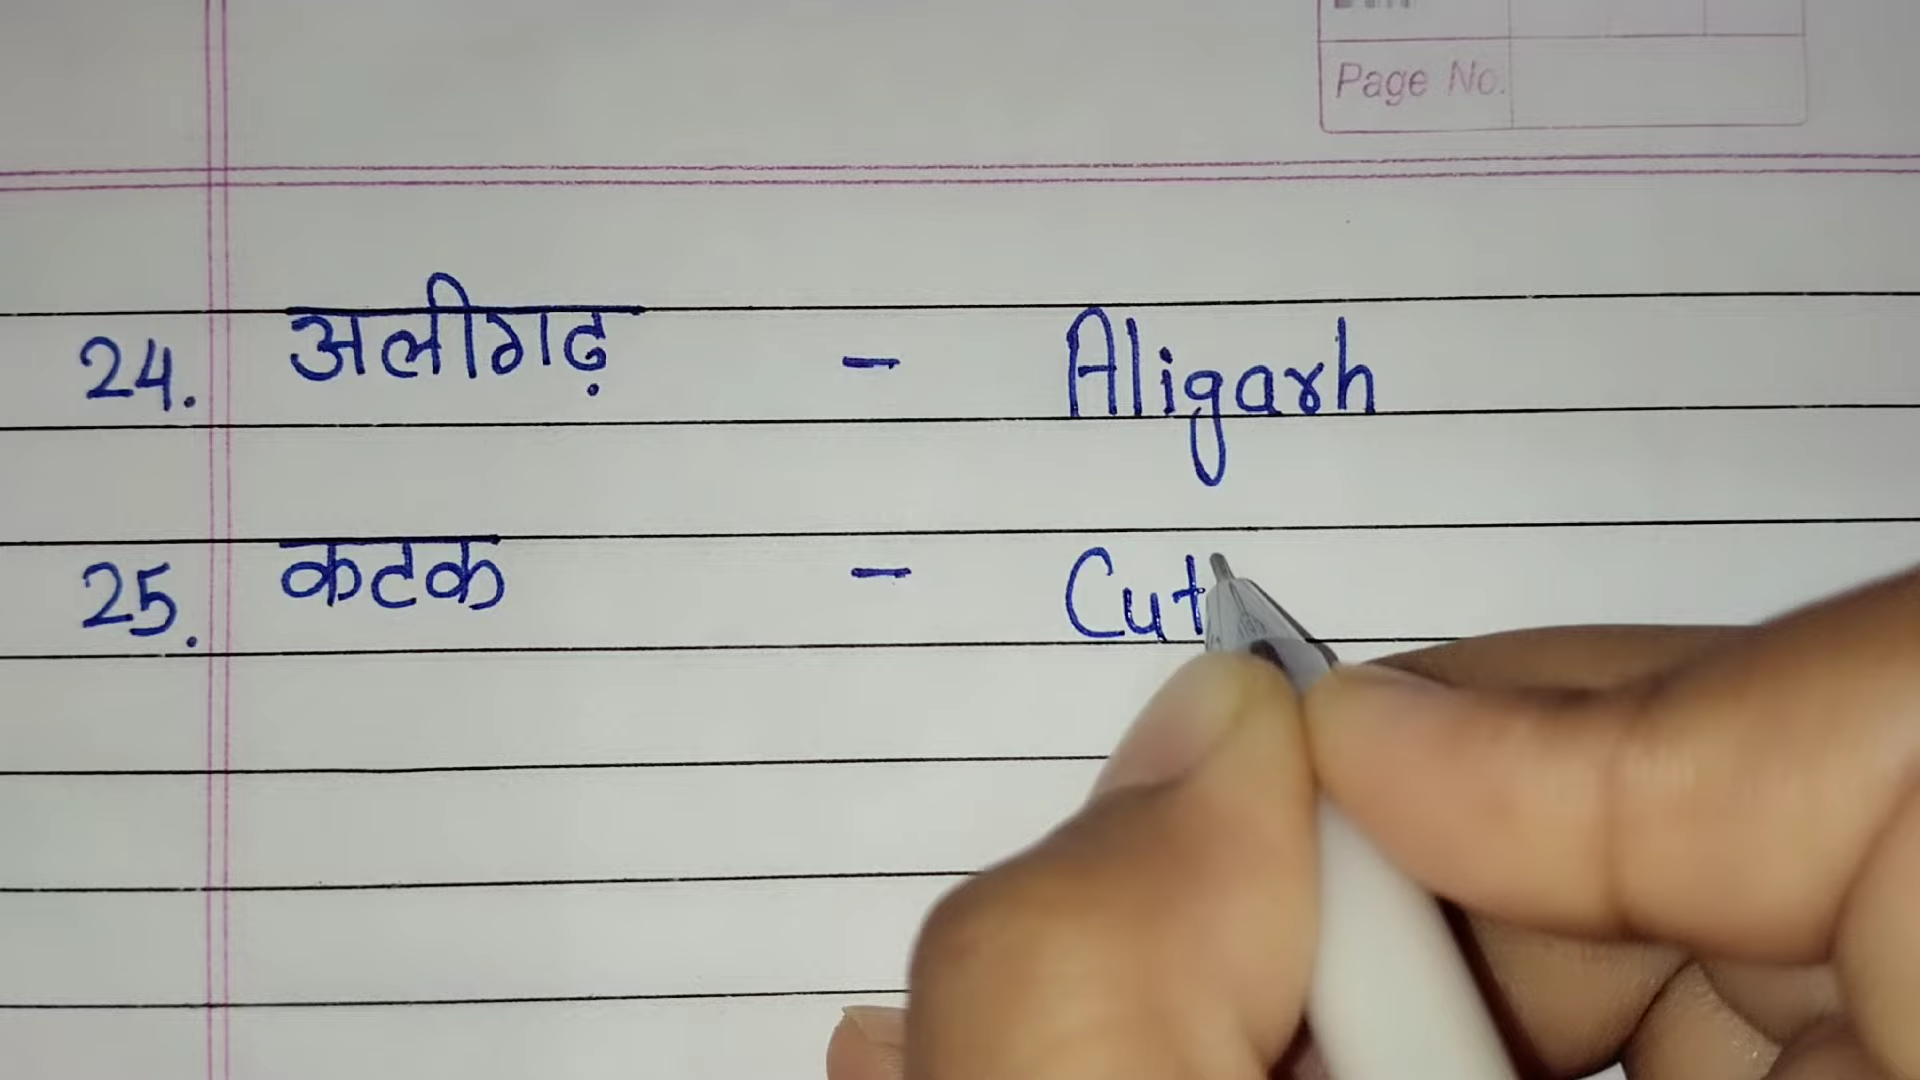 Page No.
24. अलीगढ़ - Aligarh
25. कटक - Cut